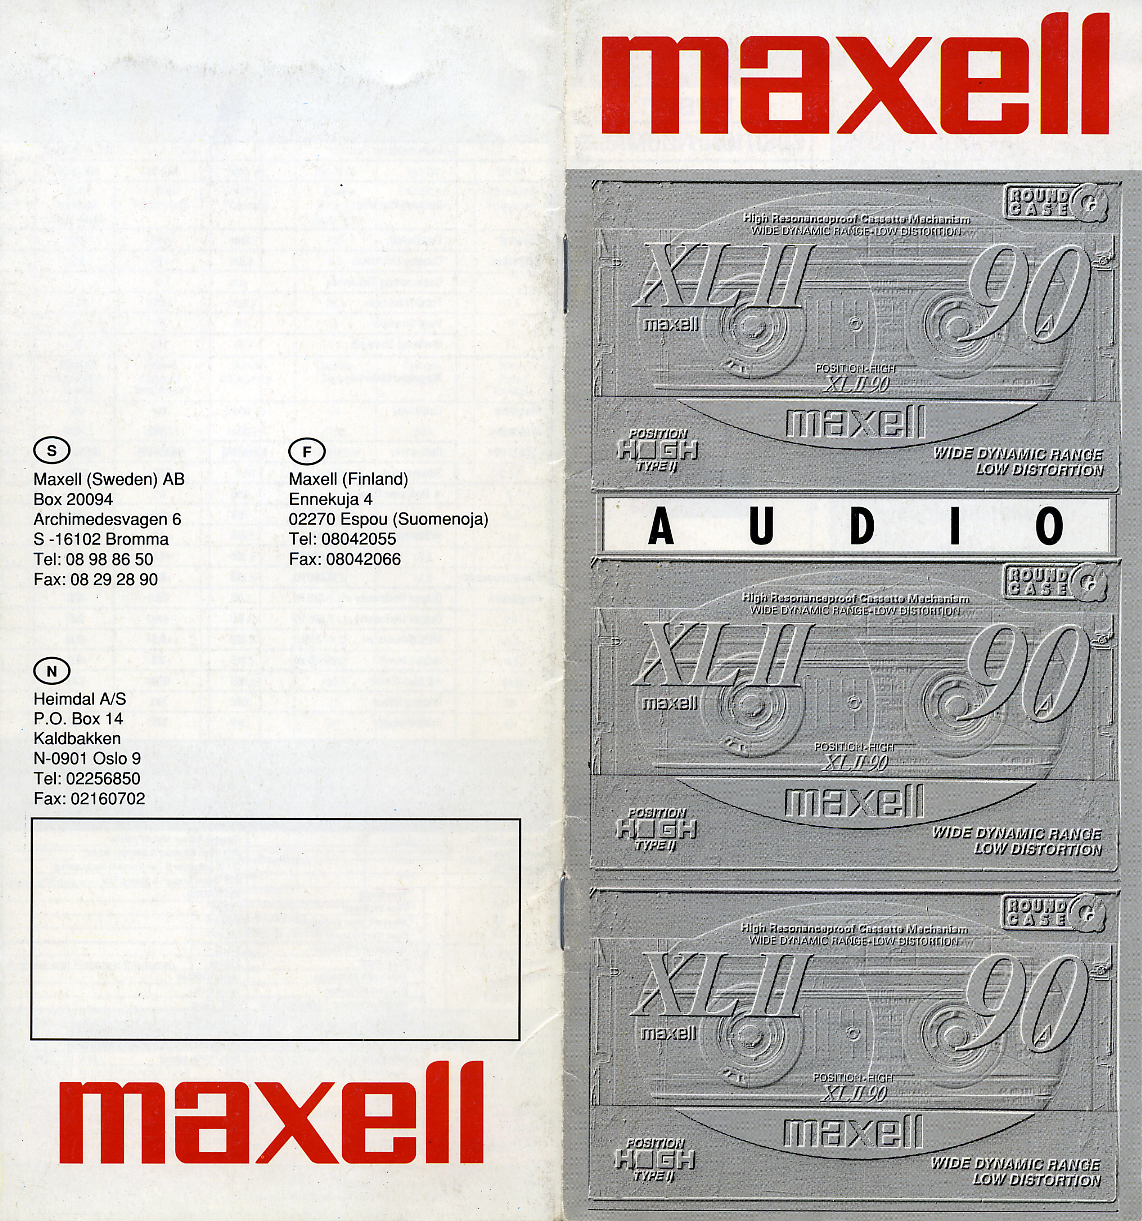 S
Maxell (Sweden) AB
Box 20094
Archimedesvagen 6
S -16102 Bromma
Tel: 08 98 86 50
Fax: 08 29 28 90
F
Maxell (Finland)
Ennekuja 4
02270 Espou (Suomenoja)
Tel: 08042055
Fax: 08042066
N
Heimdal A/S
P.O. Box 14
Kaldbakken
N-0901 Oslo 9
Tel: 02256850
Fax: 02160702
maxell
maxell
ROUND
CASE
High Resonanceproof Cassette Mechanism
WIDE DYNAMIC RANGE-LOW DISTORTION
XLII 90
maxell
A
POSITION-HIGH
XLII 90
maxell
POSITION
HIGH
TYPE II
WIDE DYNAMIC RANGE
LOW DISTORTION
AUDIO
ROUND
CASE
High Resonanceproof Cassette Mechanism
WIDE DYNAMIC RANGE-LOW DISTORTION
XLII 90
maxell
A
POSITION-HIGH
XLII 90
maxell
POSITION
HIGH
TYPE II
WIDE DYNAMIC RANGE
LOW DISTORTION
ROUND
CASE
High Resonanceproof Cassette Mechanism
WIDE DYNAMIC RANGE-LOW DISTORTION
XLII 90
maxell
A
POSITION-HIGH
XLII 90
maxell
POSITION
HIGH
TYPE II
WIDE DYNAMIC RANGE
LOW DISTORTION